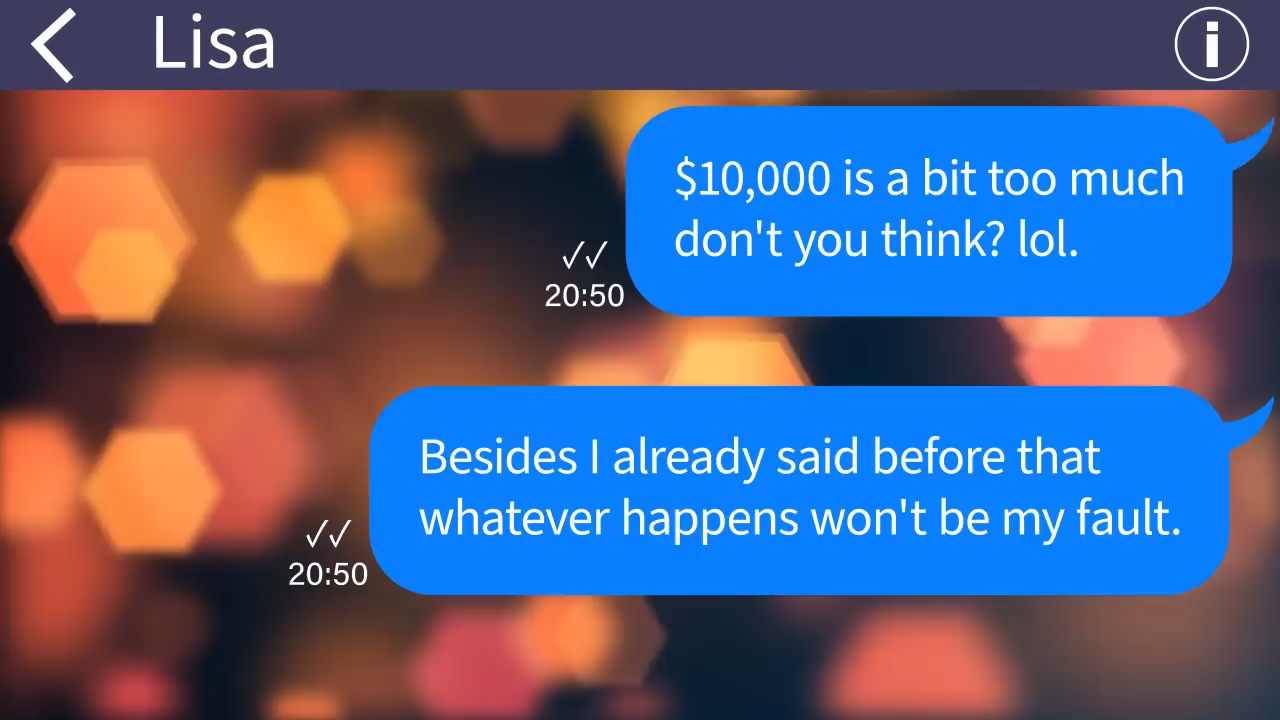 Lisa
$10,000 is a bit too much
don't you think? lol.
✓✓
20:50
Besides I already said before that
whatever happens won't be my fault.
✓✓
20:50